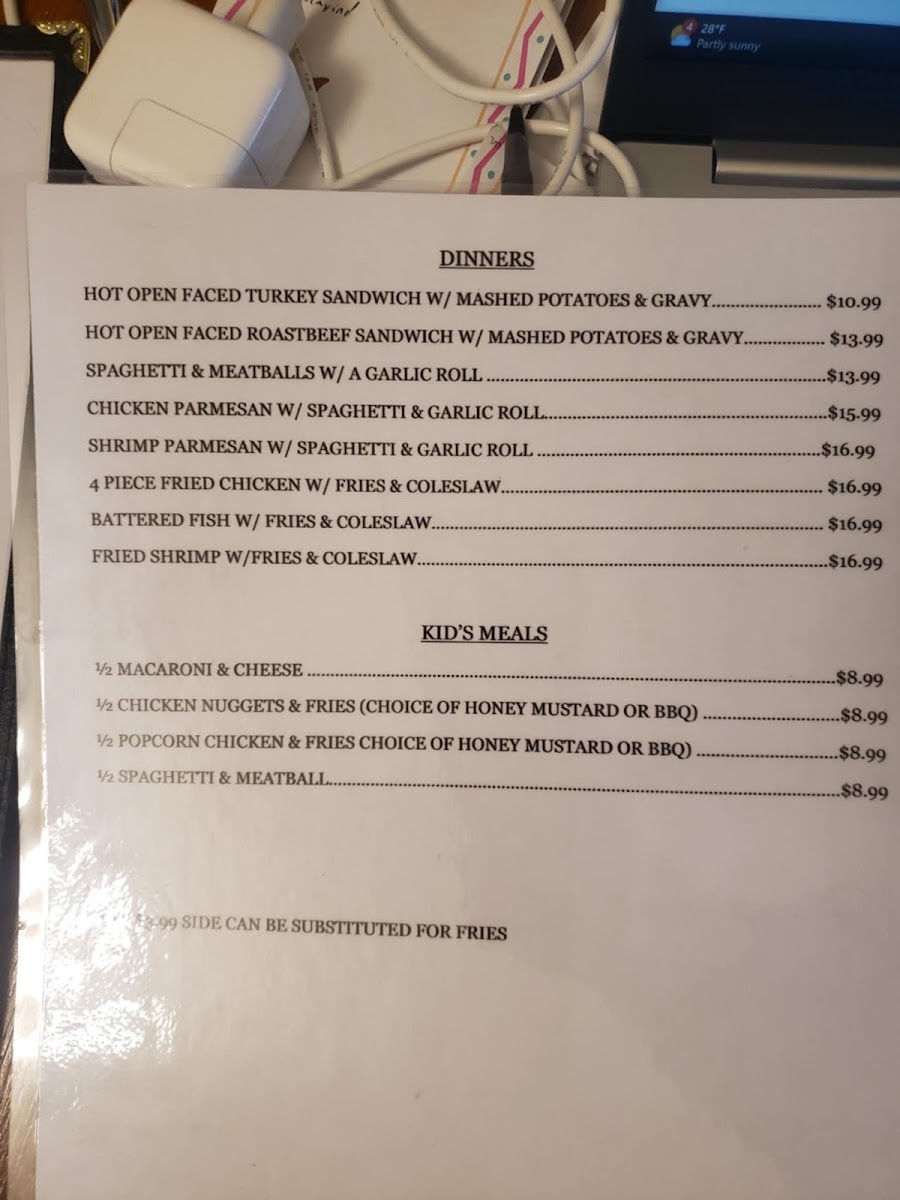 4
28°F
Partly sunny
DINNERS
HOT OPEN FACED TURKEY SANDWICH W/ MASHED POTATOES & GRAVY...................... $10.99
HOT OPEN FACED ROASTBEEF SANDWICH W/ MASHED POTATOES & GRAVY................ $13.99
SPAGHETTI & MEATBALLS W/ A GARLIC ROLL ....................................................................$13.99
CHICKEN PARMESAN W/ SPAGHETTI & GARLIC ROLL.........................................................$15.99
SHRIMP PARMESAN W/ SPAGHETTI & GARLIC ROLL .........................................................$16.99
4 PIECE FRIED CHICKEN W/ FRIES & COLESLAW................................................................ $16.99
BATTERED FISH W/ FRIES & COLESLAW.............................................................................. $16.99
FRIED SHRIMP W/FRIES & COLESLAW.................................................................................$16.99
KID'S MEALS
½ MACARONI & CHEESE .........................................................................................................$8.99
½ CHICKEN NUGGETS & FRIES (CHOICE OF HONEY MUSTARD OR BBQ) ...........................$8.99
½ POPCORN CHICKEN & FRIES CHOICE OF HONEY MUSTARD OR BBQ) ............................$8.99
½ SPAGHETTI & MEATBALL.....................................................................................................$8.99
$3.99 SIDE CAN BE SUBSTITUTED FOR FRIES